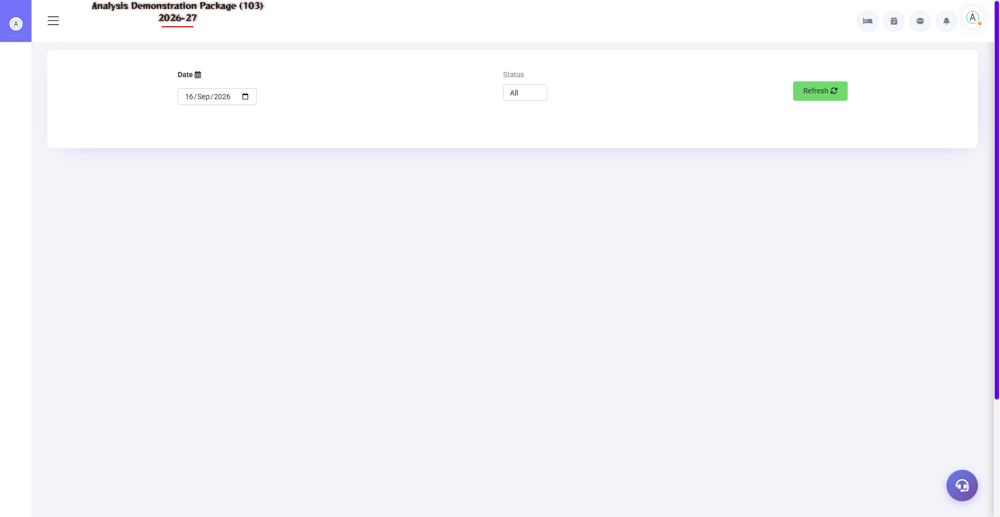 Analysis Demonstration Package (103)
2026-27
A
A
Date
Status
16/Sep/2026
All
Refresh